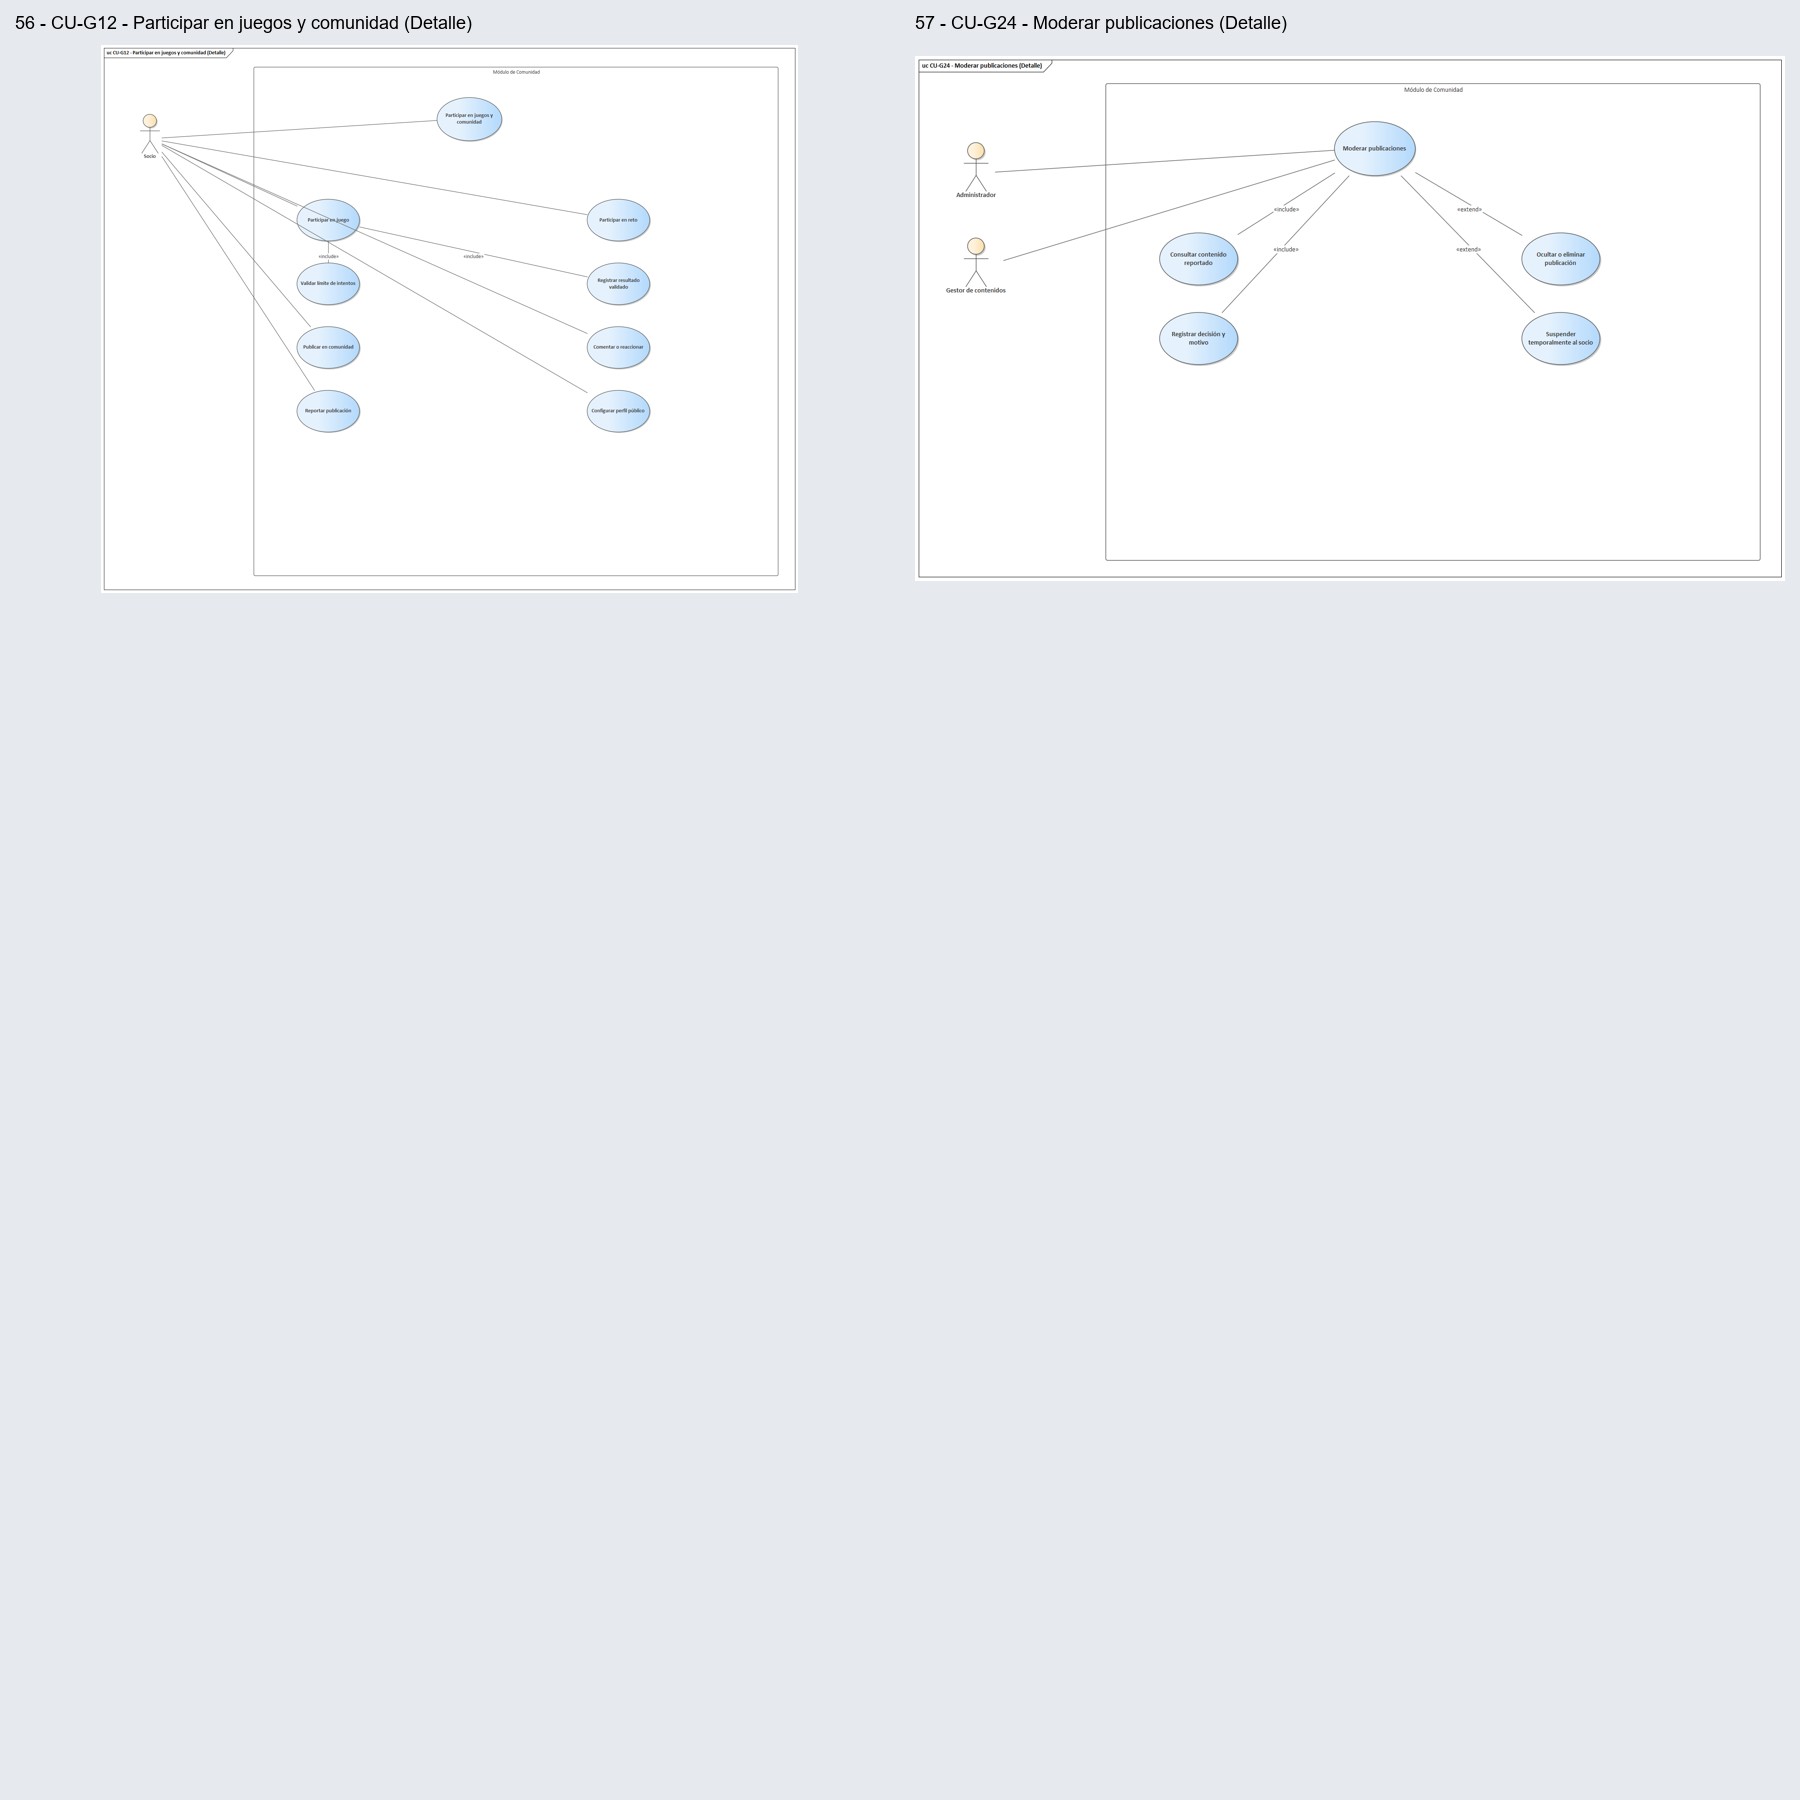 56 - CU-G12 - Participar en juegos y comunidad (Detalle)
uc CU-G12 - Participar en juegos y comunidad (Detalle)
Módulo de Comunidad
Participar en juegos y
comunidad
Socio
Participar en juego
Participar en reto
«include»
«include»
Validar límite de intentos
Registrar resultado
validado
Publicar en comunidad
Comentar o reaccionar
Reportar publicación
Configurar perfil público
57 - CU-G24 - Moderar publicaciones (Detalle)
uc CU-G24 - Moderar publicaciones (Detalle)
Módulo de Comunidad
Moderar publicaciones
Administrador
«include»
«extend»
Gestor de contenidos
«include»
«extend»
Consultar contenido
reportado
Ocultar o eliminar
publicación
Registrar decisión y
motivo
Suspender
temporalmente al socio